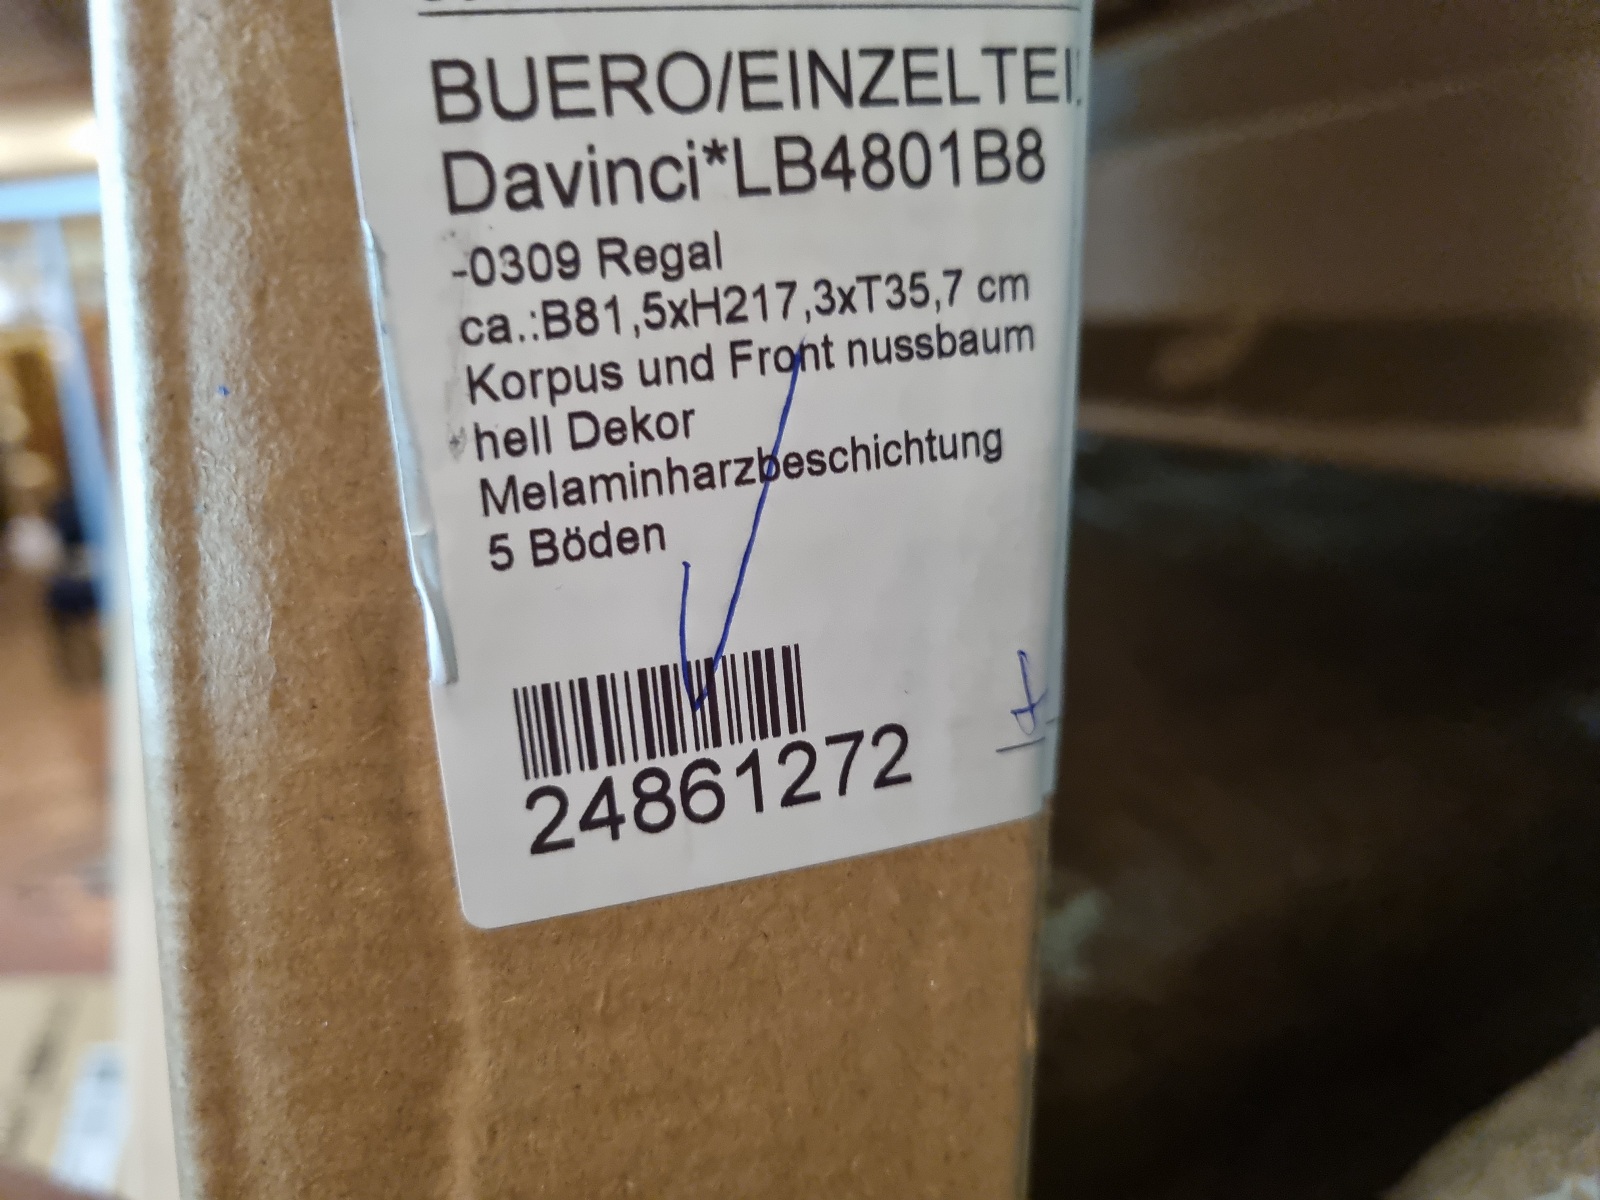 BUERO/EINZELTEIL
Davinci*LB4801B8
-0309 Regal
ca.:B81,5xH217,3xT35,7 cm
Korpus und Front nussbaum
hell Dekor
Melaminharzbeschichtung
5 Böden
24861272